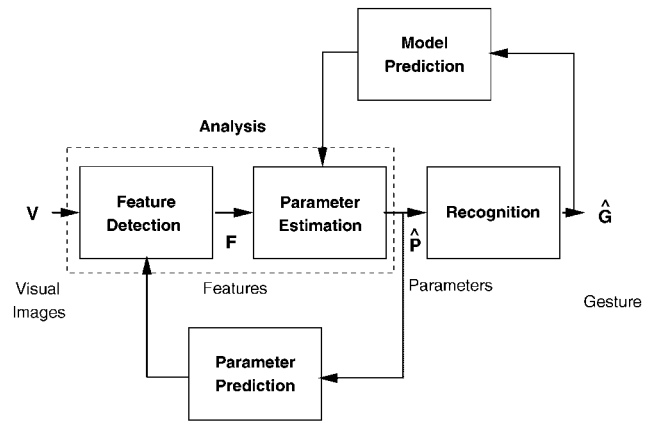 Model
Prediction
Analysis
V
Feature
Detection
F
Parameter
Estimation
P̂
Recognition
Ĝ
Visual
Images
Features
Parameters
Gesture
Parameter
Prediction